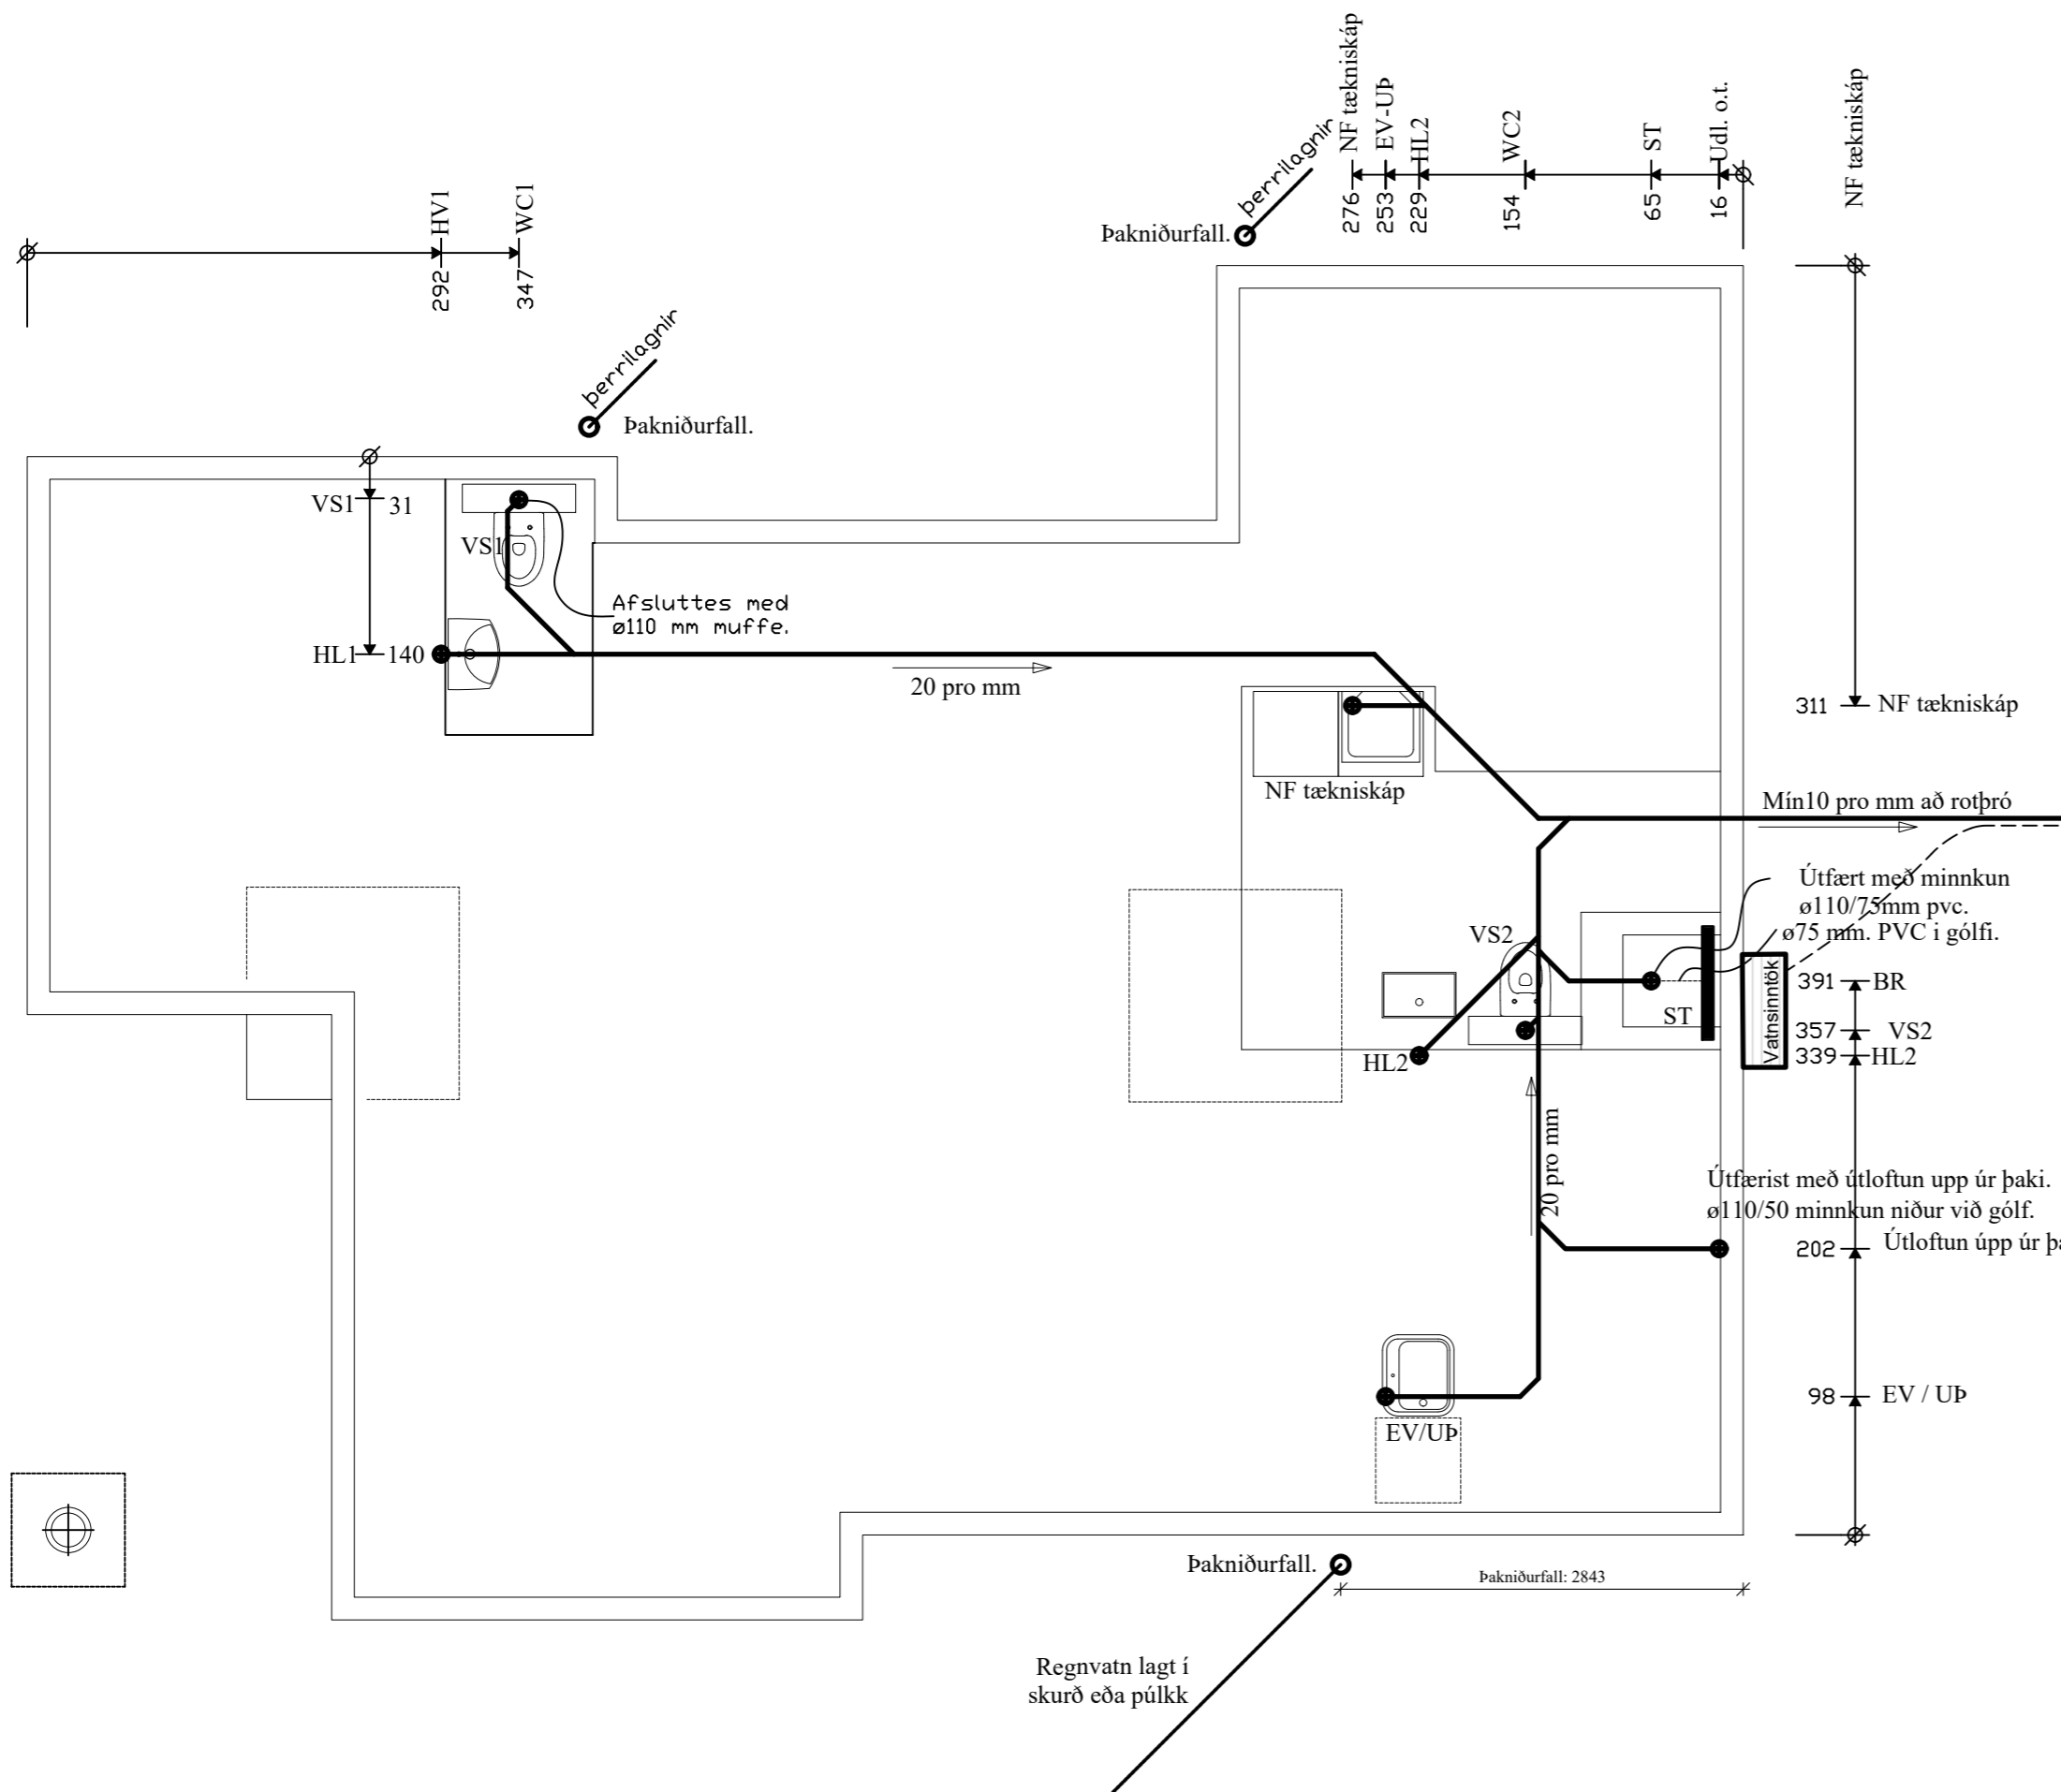 NF tækniskáp
EV-UÞ
HL2
WC2
ST
Udl. o.t.
NF tækniskáp
276
253
229
154
65
16
HV1
WC1
292
347
þerrilagnir
Þakniðurfall.
þerrilagnir
Þakniðurfall.
VS1
31
VS1
Afsluttes med
ø110 mm muffe.
HL1
140
20 pro mm
311
NF tækniskáp
NF tækniskáp
Mín10 pro mm að rotþró
Útfært með minnkun
ø110/75mm pvc.
ø75 mm. PVC i gólfi.
VS2
Vatnsinntök
391
BR
ST
357
VS2
339
HL2
HL2
20 pro mm
Útfærist með útloftun upp úr þaki.
ø110/50 minnkun niður við gólf.
202
Útloftun úpp úr
98
EV / UÞ
EV/UÞ
Þakniðurfall.
Þakniðurfall: 2843
Regnvatn lagt í
skurð eða púlkk